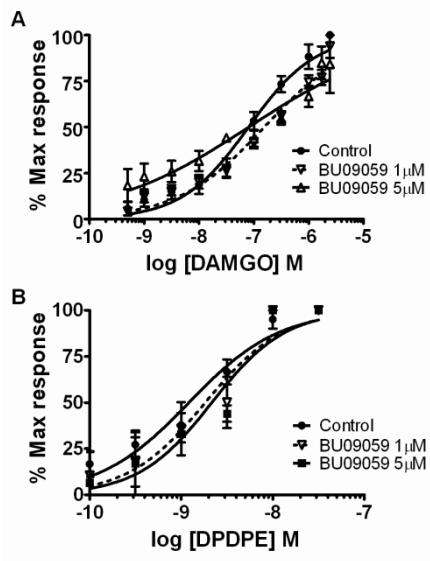 A
% Max response
100
75
50
25
0
Control
BU09059 1μM
BU09059 5μM
-10 -9 -8 -7 -6 -5
log [DAMGO] M
B
% Max response
100
75
50
25
0
Control
BU09059 1μM
BU09059 5μM
-10 -9 -8 -7
log [DPDPE] M